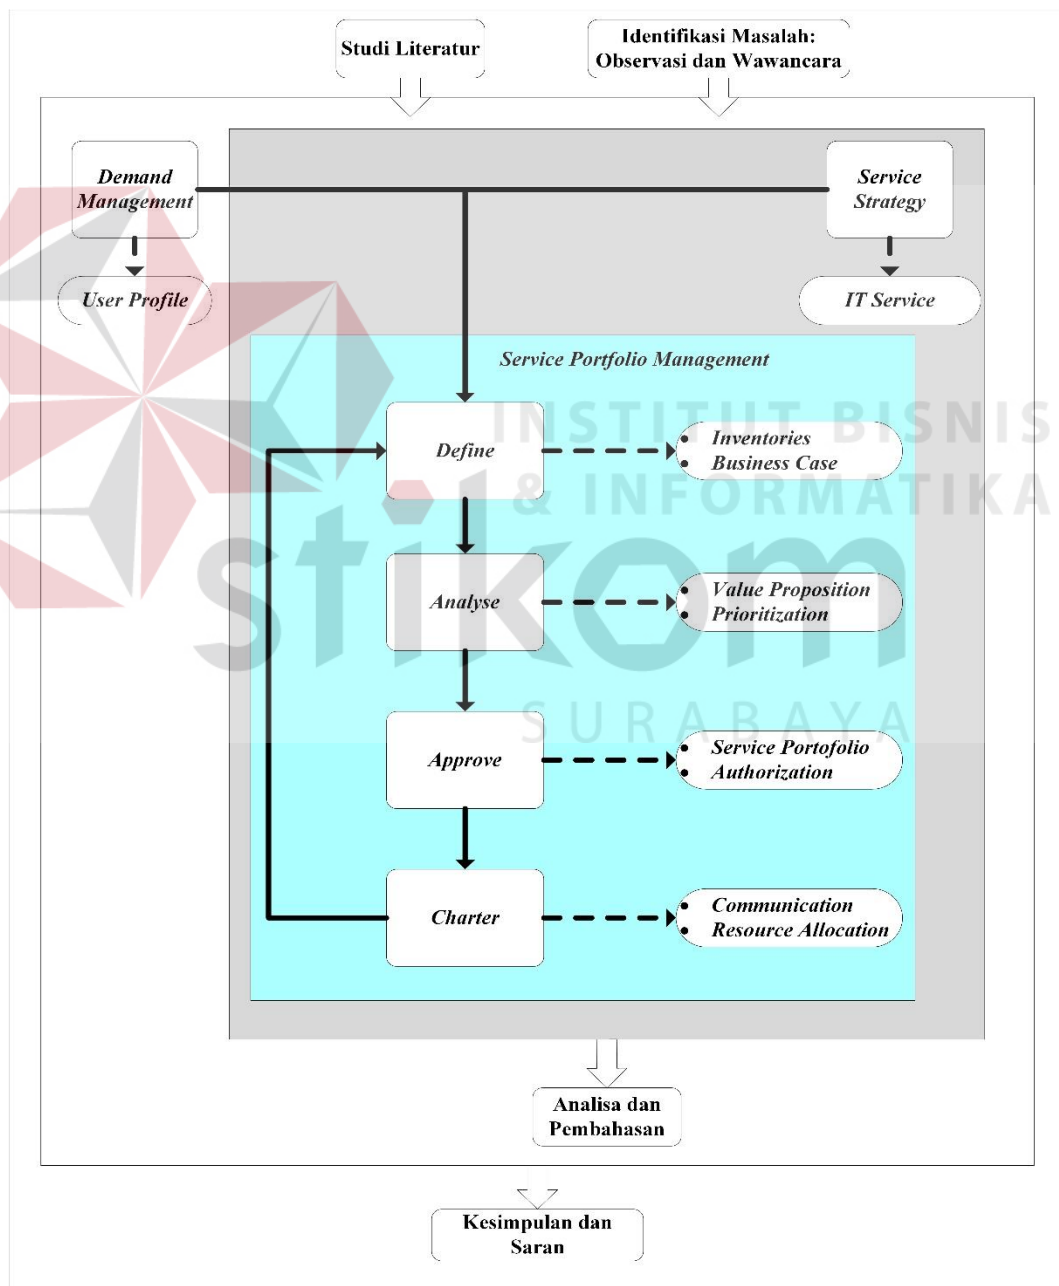 Studi Literatur
Identifikasi Masalah:
Observasi dan Wawancara
Demand
Management
Service
Strategy
User Profile
IT Service
Service Portfolio Management
Define
• Inventories
• Business Case
Analyse
• Value Proposition
• Prioritization
Approve
• Service Portofolio
• Authorization
Charter
• Communication
• Resource Allocation
Analisa dan
Pembahasan
Kesimpulan dan
Saran
INSTITUT BISNIS
& INFORMATIKA
stikom
SURABAYA